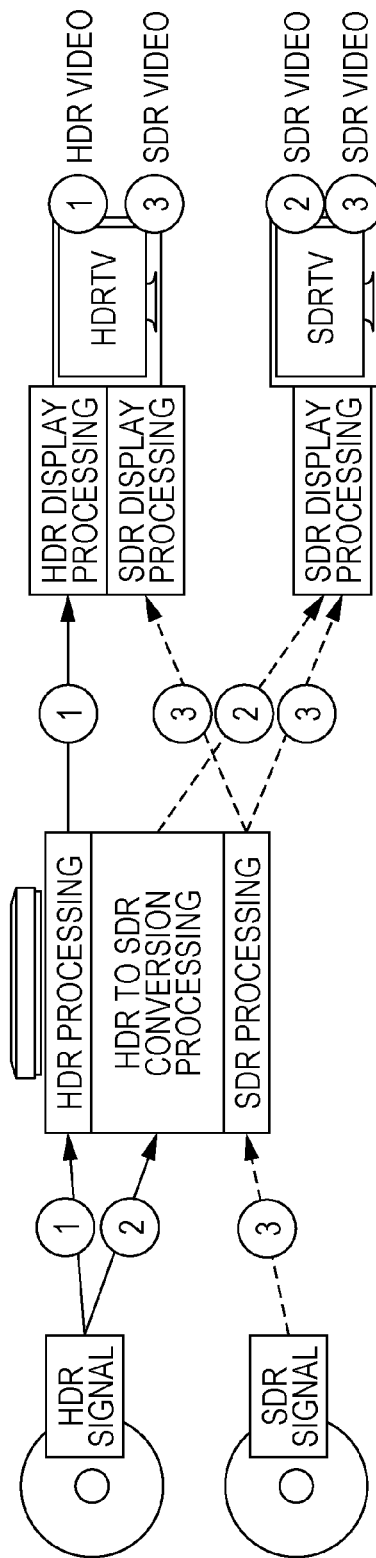 HDR
SIGNAL
SDR
SIGNAL
1
2
3
HDR PROCESSING
HDR TO SDR
CONVERSION
PROCESSING
SDR PROCESSING
1
3
2
3
HDR DISPLAY
PROCESSING
SDR DISPLAY
PROCESSING
SDR DISPLAY
PROCESSING
HDRTV
SDRTV
1
HDR VIDEO
3
SDR VIDEO
2
SDR VIDEO
3
SDR VIDEO